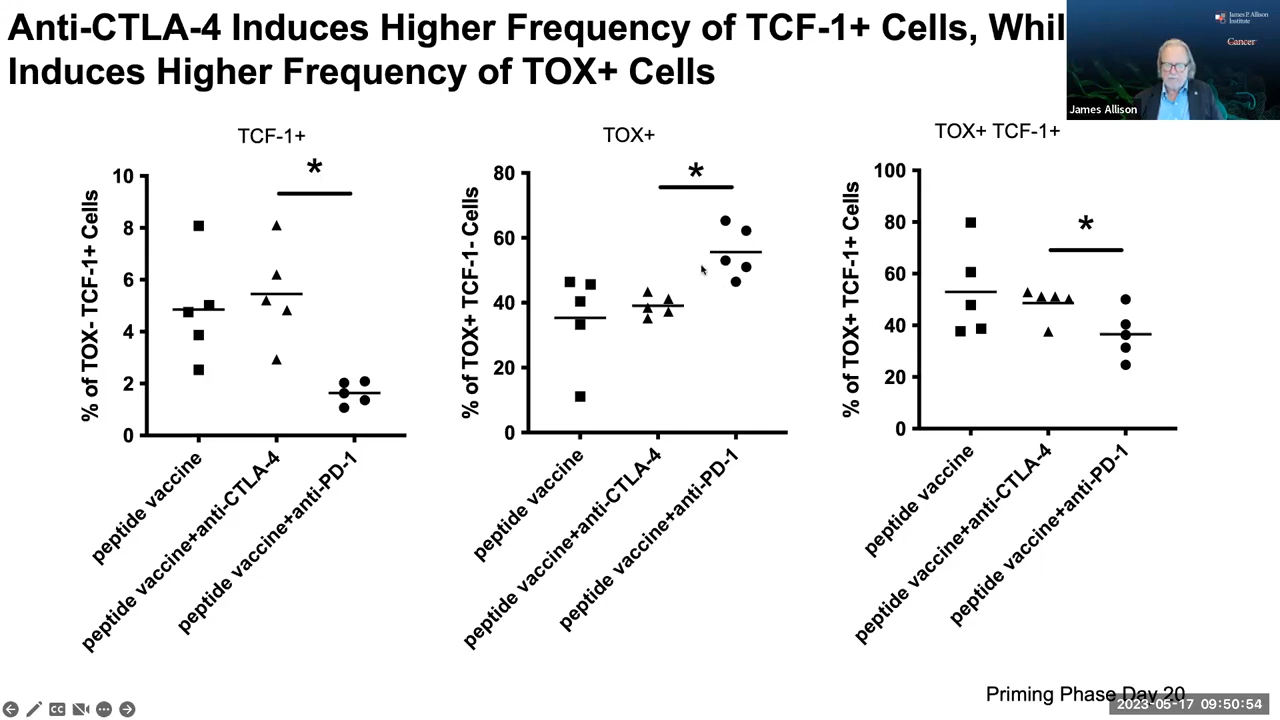 Anti-CTLA-4 Induces Higher Frequency of TCF-1+ Cells, Whil
Induces Higher Frequency of TOX+ Cells
James P. Allison
Institute
Cancer
James Allison
TCF-1+
*
% of TOX- TCF-1+ Cells
10
8
6
4
2
0
peptide vaccine
peptide vaccine+anti-CTLA-4
peptide vaccine+anti-PD-1
TOX+
*
% of TOX+ TCF-1- Cells
80
60
40
20
0
peptide vaccine
peptide vaccine+anti-CTLA-4
peptide vaccine+anti-PD-1
TOX+ TCF-1+
*
% of TOX+ TCF-1+ Cells
100
80
60
40
20
0
peptide vaccine
peptide vaccine+anti-CTLA-4
peptide vaccine+anti-PD-1
Priming Phase Day 20
CC
2023-05-17 09:50:54